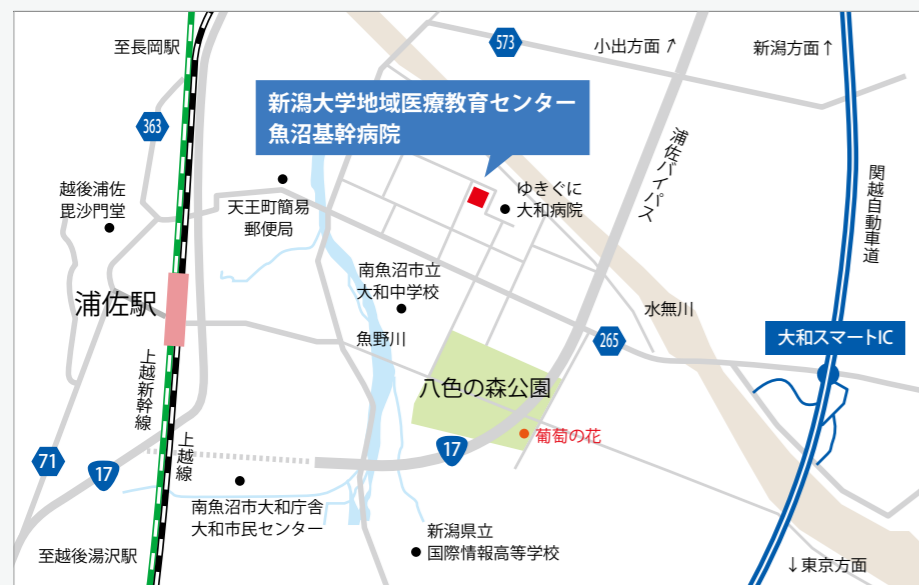 至長岡駅
573
小出方面↗
新潟方面↑
新潟大学地域医療教育センター
魚沼基幹病院
363
浦佐バイパス
関越自動車道
越後浦佐
毘沙門堂
天王町簡易
郵便局
ゆきぐに
大和病院
南魚沼市立
大和中学校
浦佐駅
魚野川
水無川
265
大和スマートIC
上越新幹線
八色の森公園
上越線
葡萄の花
71
17
17
南魚沼市大和庁舎
大和市民センター
新潟県立
国際情報高等学校
至越後湯沢駅
↓東京方面